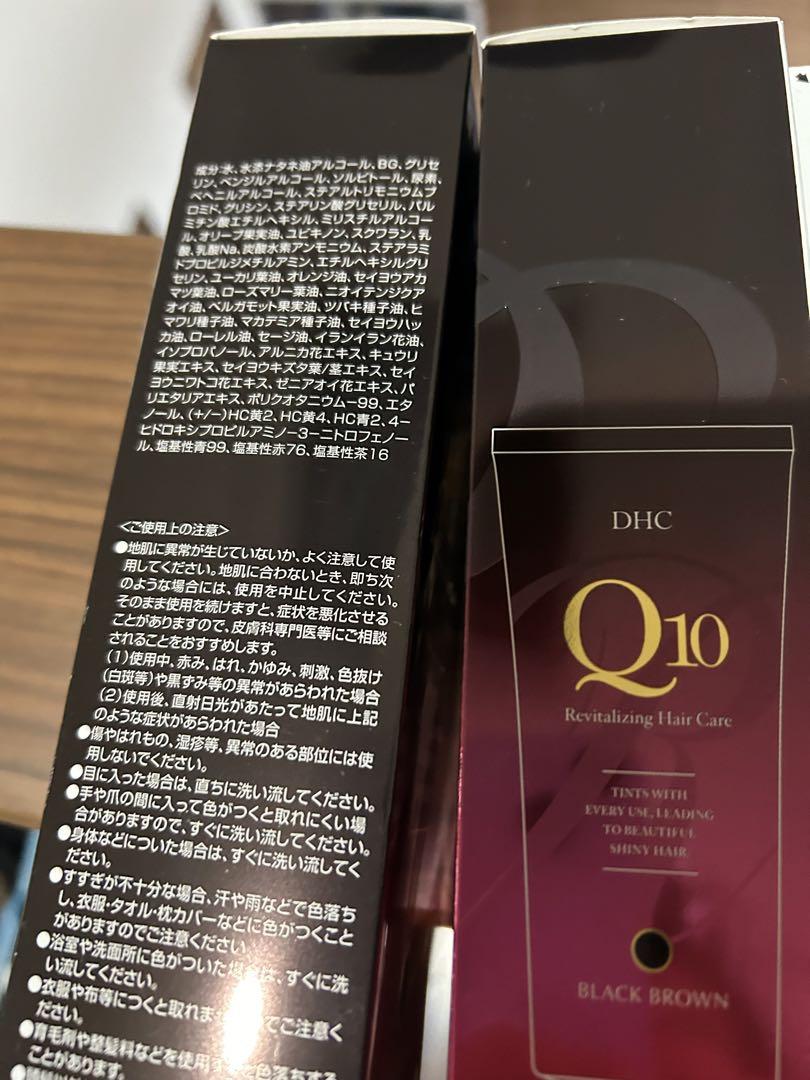 成分:水、水添ナタネ油アルコール、BG、グリセ
リン、ベンジルアルコール、ソルビトール、尿素、
ベヘニルアルコール、ステアルトリモニウムブ
ロミド、グリシン、ステアリン酸グリセリル、パル
ミチン酸エチルヘキシル、ミリスチルアルコー
ル、オリーブ果実油、ユビキノン、スクワラン、乳
酸、乳酸Na、炭酸水素アンモニウム、ステアラミ
ドプロピルジメチルアミン、エチルヘキシルグリ
セリン、ユーカリ葉油、オレンジ油、セイヨウアカ
マツ葉油、ローズマリー葉油、ニオイテンジクア
オイ油、ベルガモット果実油、ツバキ種子油、ヒ
マワリ種子油、マカデミア種子油、セイヨウハッ
カ油、ローレル油、セージ油、イランイラン花油、
イソプロパノール、アルニカ花エキス、キュウリ
果実エキス、セイヨウキズタ葉/茎エキス、セイ
ヨウニワトコ花エキス、ゼニアオイ花エキス、パ
リエタリアエキス、ポリクオタニウム-99、エタ
ノール、(+/-)HC黄2、HC黄4、HC青2、4-
ヒドロキシプロピルアミノ-3-ニトロフェノー
ル、塩基性青99、塩基性赤76、塩基性茶16
<ご使用上の注意>
●地肌に異常が生じていないか、よく注意して使
用してください。地肌に合わないとき、即ち次
のような場合には、使用を中止してください。
そのまま使用を続けますと、症状を悪化させる
ことがありますので、皮膚科専門医等にご相談
されることをおすすめします。
(1)使用中、赤み、はれ、かゆみ、刺激、色抜け
(白斑等)や黒ずみ等の異常があらわれた場合
(2)使用後、直射日光があたって地肌に上記
のような症状があらわれた場合
●傷やはれもの、湿疹等、異常のある部位には使
用しないでください。
●目に入った場合は、直ちに洗い流してください。
●手や爪の間に入って色がつくと取れにくい場
合がありますので、すぐに洗い流してください。
●身体などについた場合は、すぐに洗い流してく
ださい。
●すすぎが不十分な場合、汗や雨などで色落ち
し、衣服・タオル・枕カバーなどに色がつくこと
がありますのでご注意ください
●浴室や洗面所に色がついた場合は、すぐに洗
い流してください。
●衣服や布等につくと取れま てご注意く
ださい。
●育毛剤や整髪料などを使用す と色落ちする
ことがあります。
DHC
Q10
Revitalizing Hair Care
TINTS WITH
EVERY USE, LEADING
TO BEAUTIFUL
SHINY HAIR.
BLACK BROWN